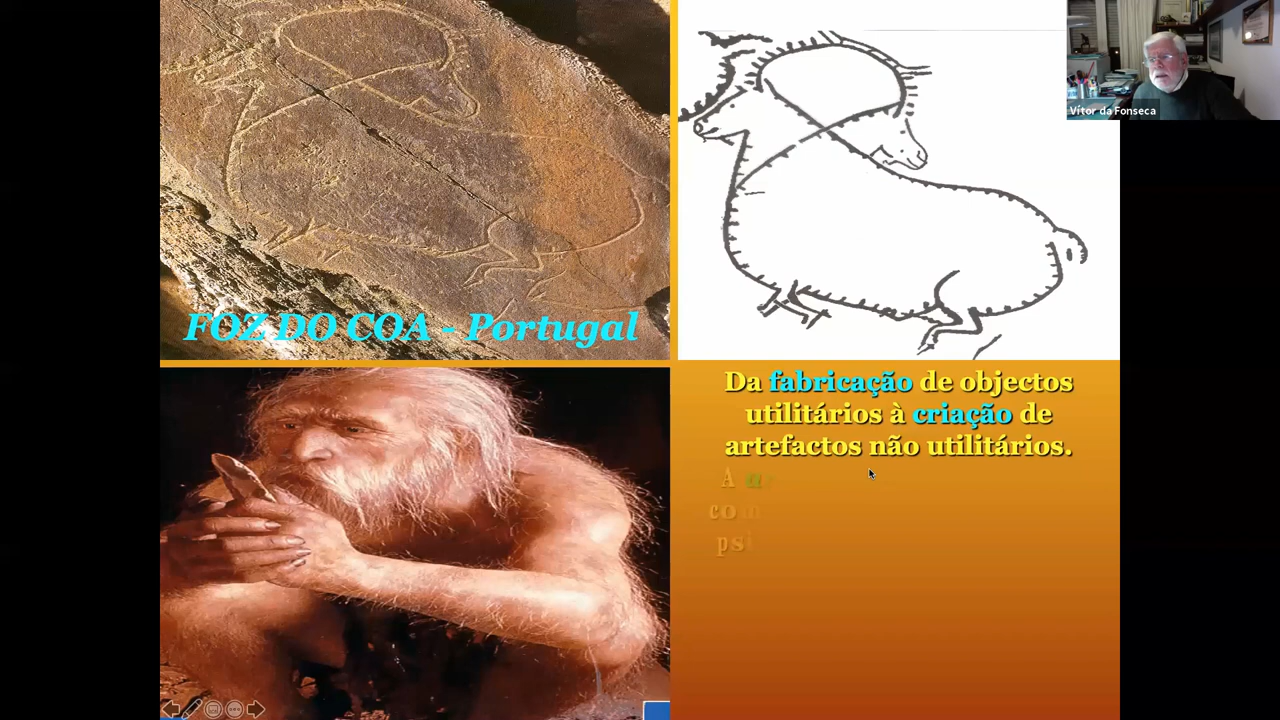 Vítor da Fonseca
FOZ DO COA - Portugal
Da fabricação de objectos
utilitários à criação de
artefactos não utilitários.
A